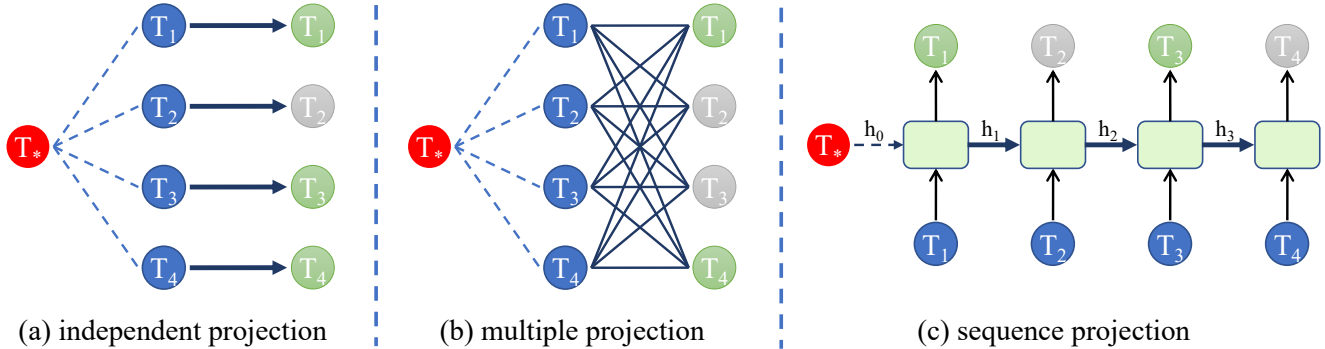 T₁ T₁
T₂ T₂
T* 
T₃ T₃
T₄ T₄
(a) independent projection
T₁ T₁
T₂ T₂
T*
T₃ T₃
T₄ T₄
(b) multiple projection
T₁ T₂ T₃ T₄
T* h₀ h₁ h₂ h₃
T₁ T₂ T₃ T₄
(c) sequence projection